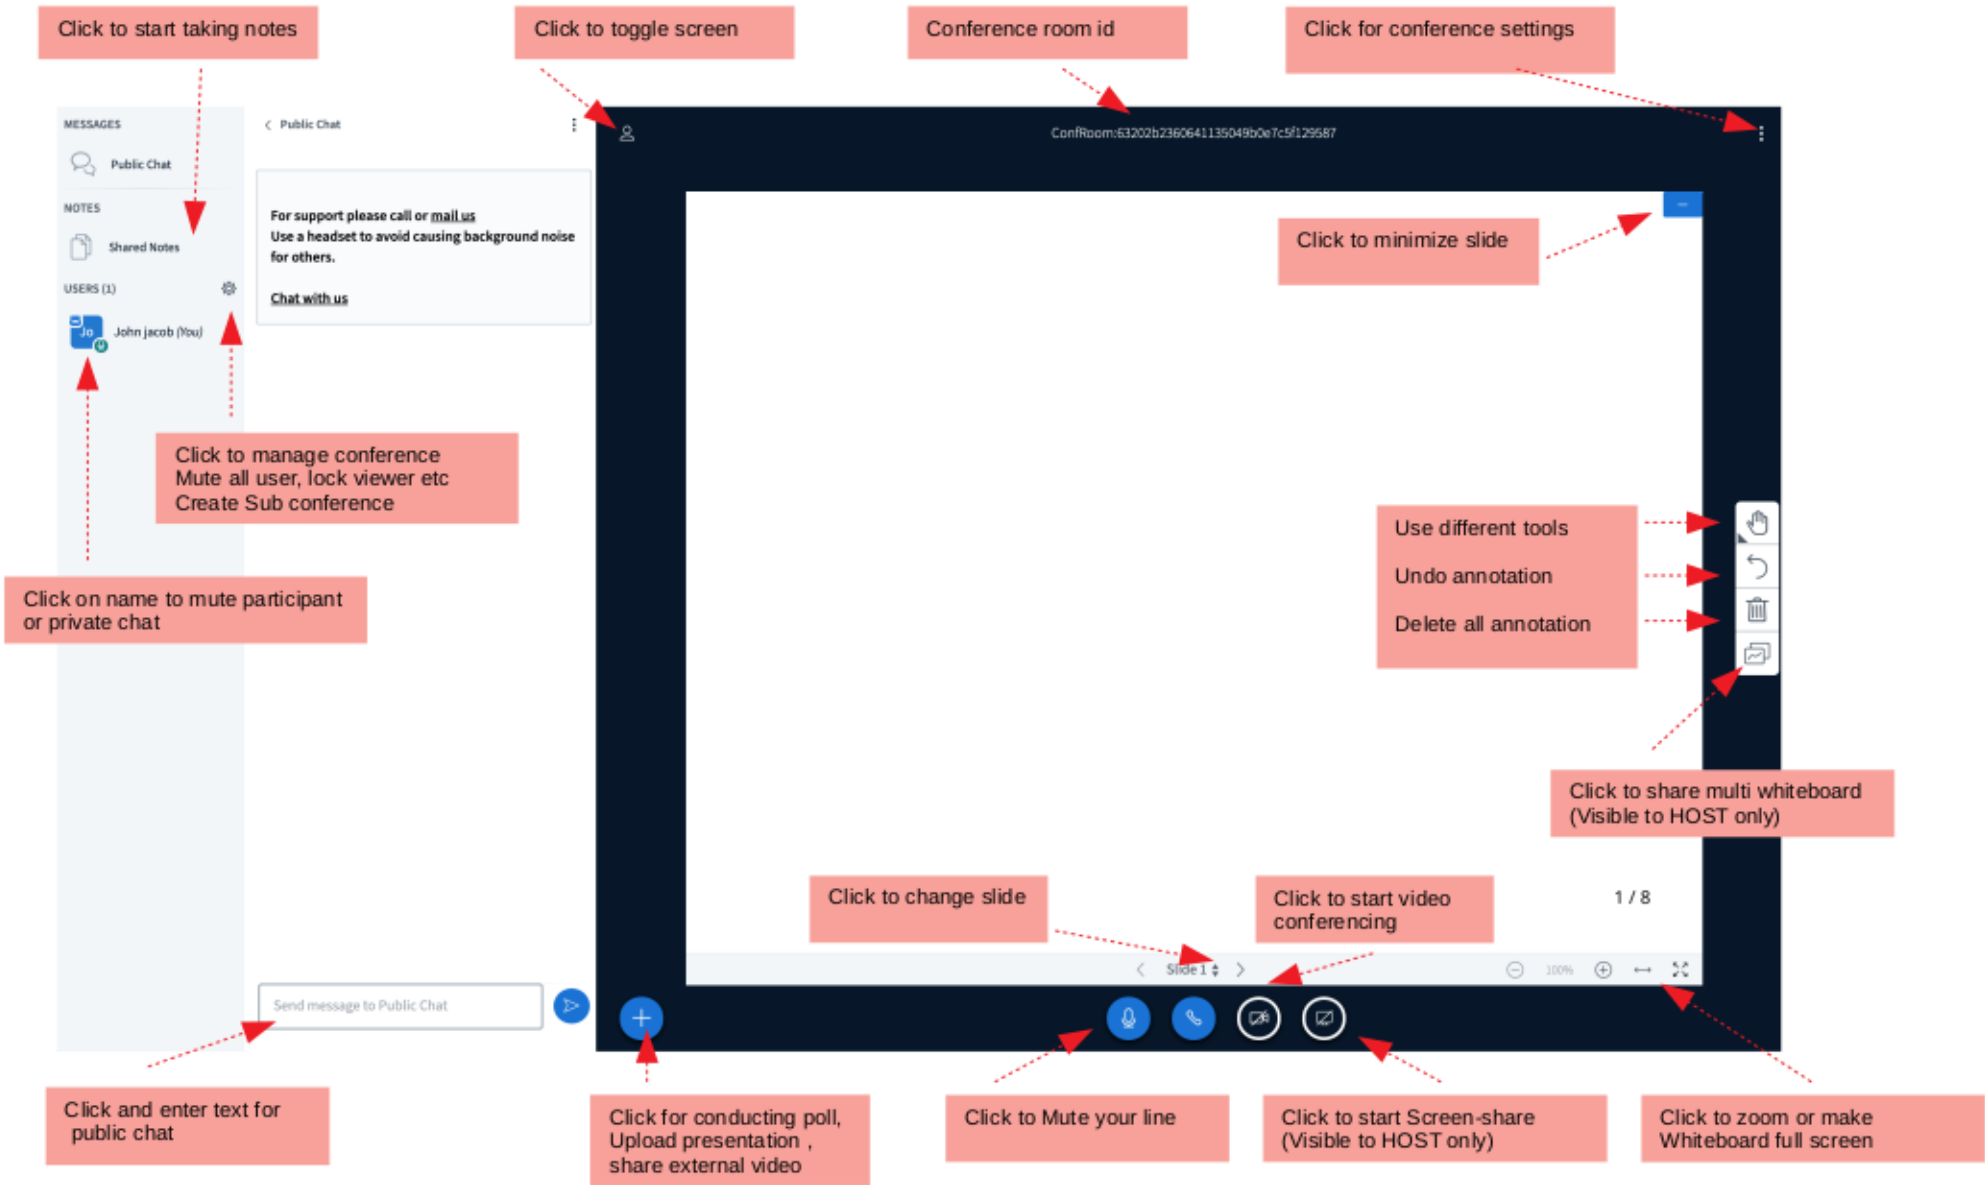 Click to start taking notes
Click to toggle screen
Conference room id
Click for conference settings
MESSAGES
Public Chat
NOTES
Shared Notes
USERS (1)
Jo
John jacob (You)
Public Chat
For support please call or mail us
Use a headset to avoid causing background noise
for others.
Chat with us
ConfRoom:63202b2360641135049b0e7c5f129587
Click to minimize slide
Click to manage conference
Mute all user, lock viewer etc
Create Sub conference
Click on name to mute participant
or private chat
Use different tools
Undo annotation
Delete all annotation
Click to share multi whiteboard
(Visible to HOST only)
Click to change slide
Click to start video
conferencing
1 / 8
Slide 1
100%
Send message to Public Chat
Click and enter text for
public chat
Click for conducting poll,
Upload presentation ,
share external video
Click to Mute your line
Click to start Screen-share
(Visible to HOST only)
Click to zoom or make
Whiteboard full screen